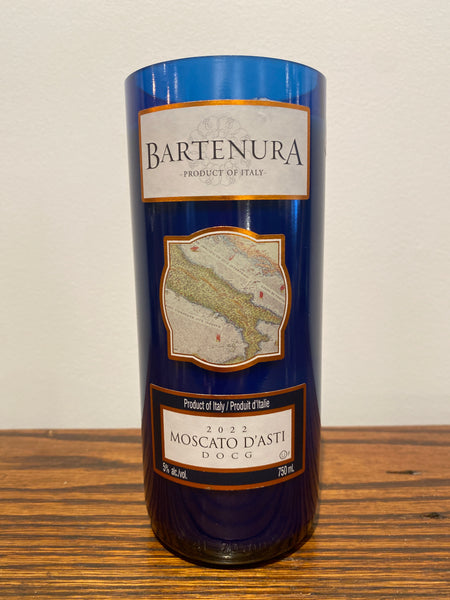 BARTENURA
-PRODUCT OF ITALY-
Product of Italy / Produit d'Italie
2022
MOSCATO D'ASTI
DOCG
5% alc./vol.
750 mL